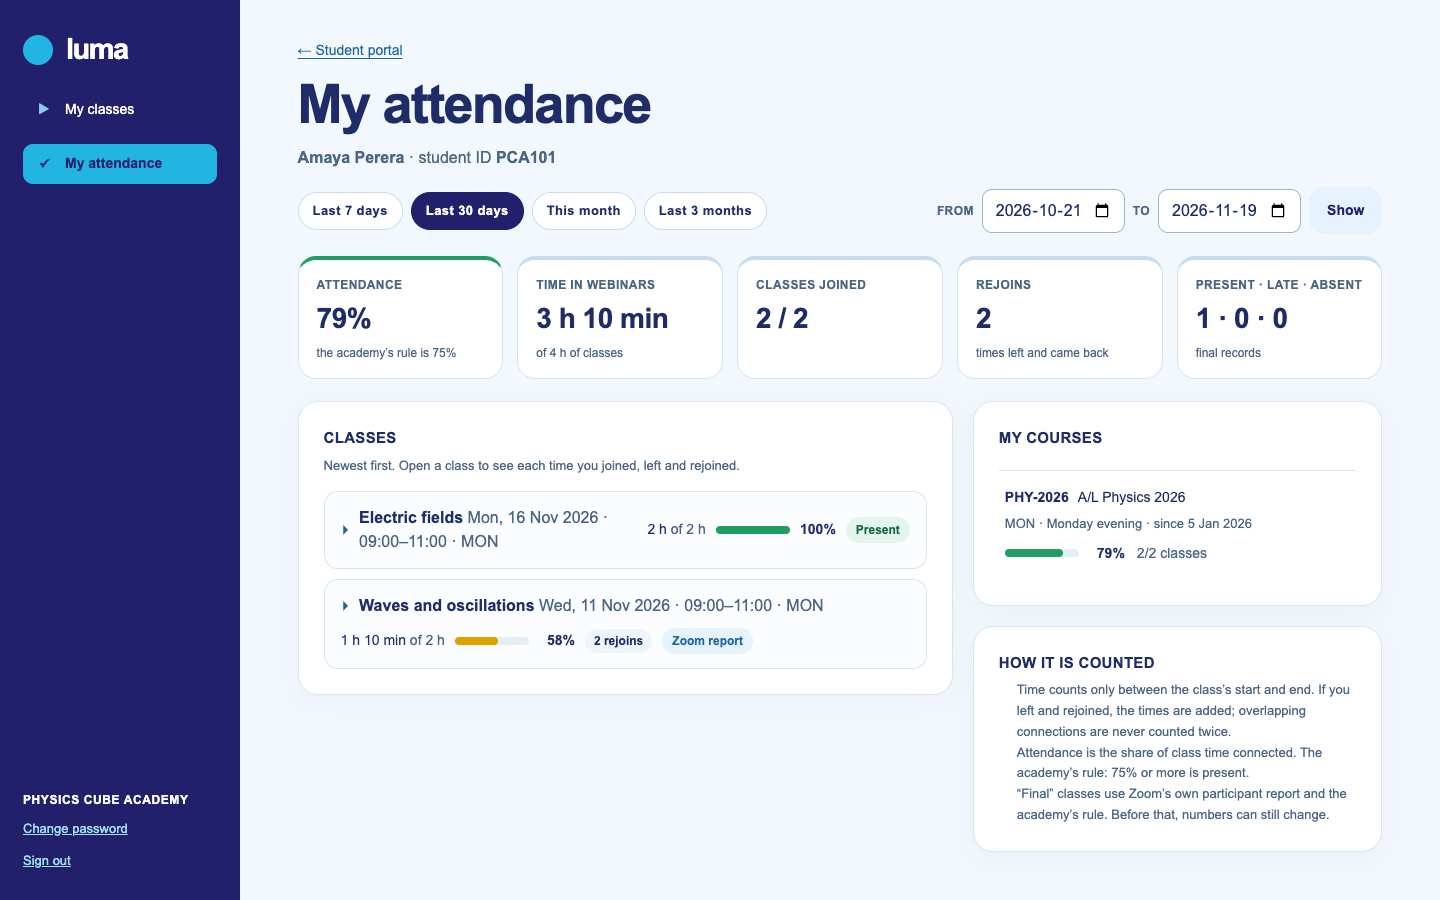 luma
My classes
My attendance
PHYSICS CUBE ACADEMY
Change password
Sign out
← Student portal
My attendance
Amaya Perera · student ID PCA101
Last 7 days
Last 30 days
This month
Last 3 months
FROM 2026-10-21 TO 2026-11-19 Show
ATTENDANCE
79%
the academy’s rule is 75%
TIME IN WEBINARS
3 h 10 min
of 4 h of classes
CLASSES JOINED
2 / 2
REJOINS
2
times left and came back
PRESENT · LATE · ABSENT
1 · 0 · 0
final records
CLASSES
Newest first. Open a class to see each time you joined, left and rejoined.
Electric fields Mon, 16 Nov 2026 ·
09:00–11:00 · MON
2 h of 2 h 100% Present
Waves and oscillations Wed, 11 Nov 2026 · 09:00–11:00 · MON
1 h 10 min of 2 h 58% 2 rejoins Zoom report
MY COURSES
PHY-2026 A/L Physics 2026
MON · Monday evening · since 5 Jan 2026
79% 2/2 classes
HOW IT IS COUNTED
Time counts only between the class’s start and end. If you
left and rejoined, the times are added; overlapping
connections are never counted twice.
Attendance is the share of class time connected. The
academy’s rule: 75% or more is present.
“Final” classes use Zoom’s own participant report and the
academy’s rule. Before that, numbers can still change.